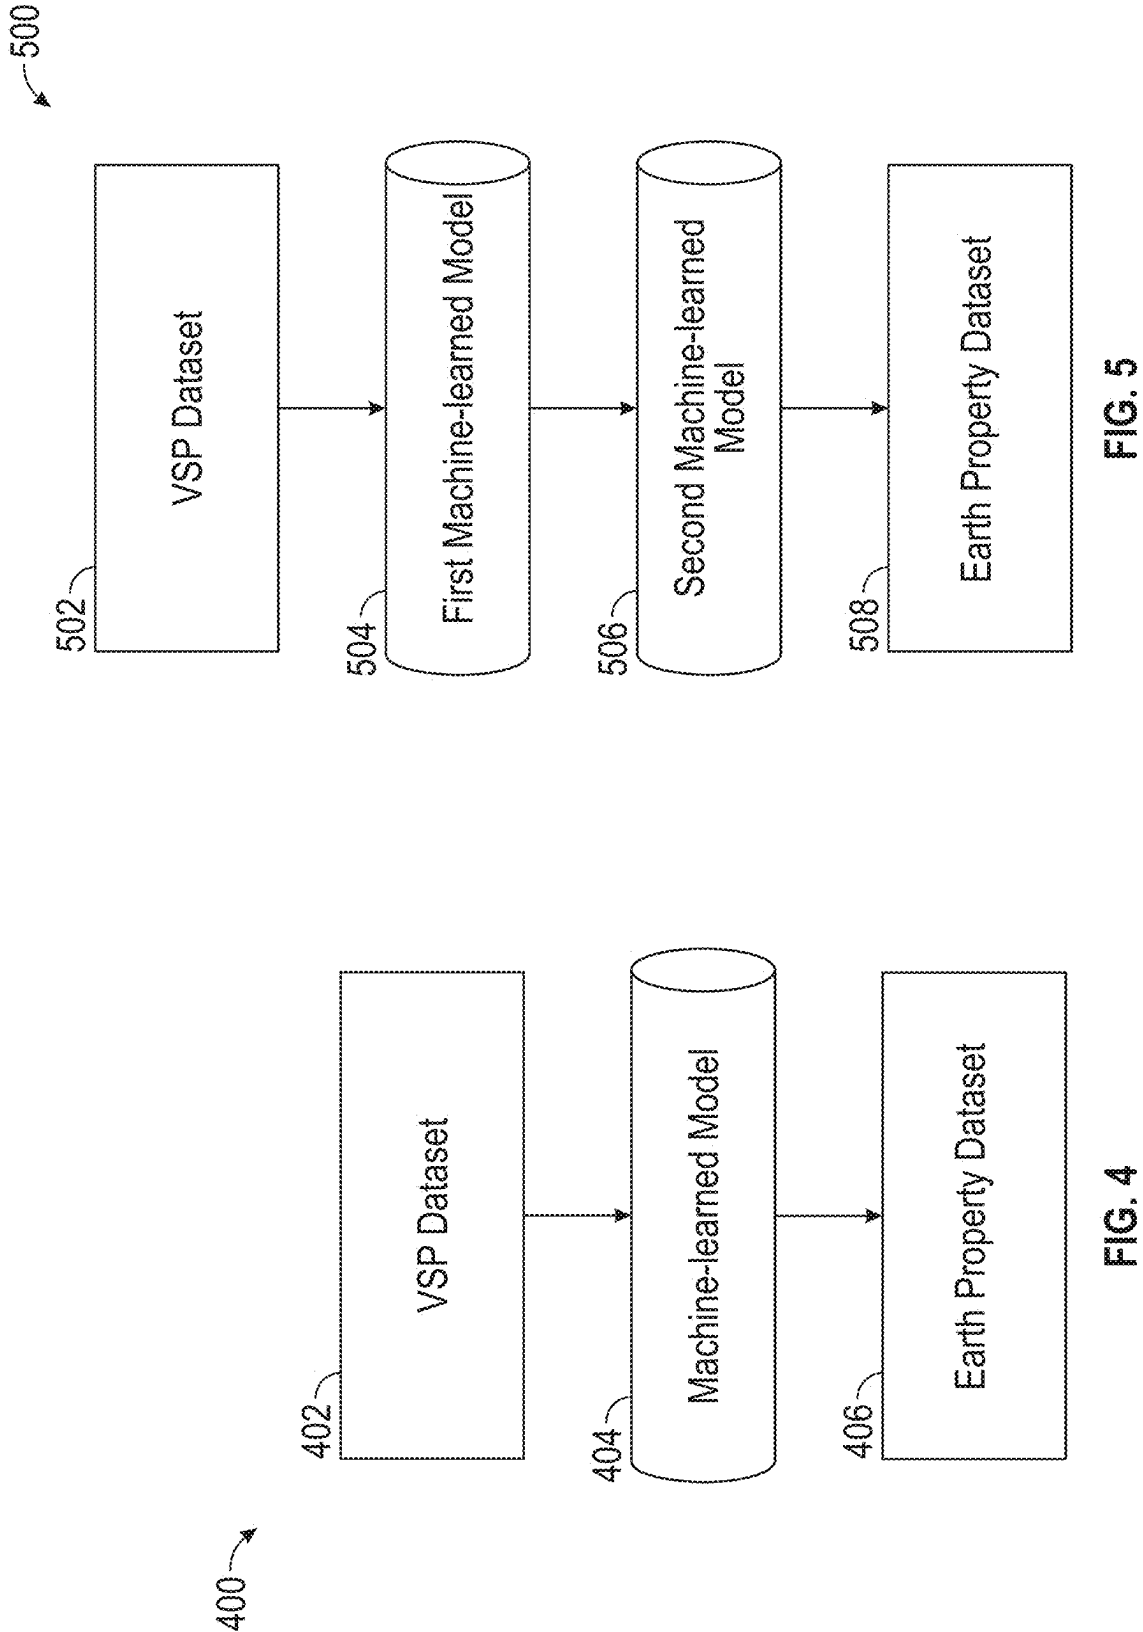 400
402
VSP Dataset
404
Machine-learned Model
406
Earth Property Dataset
FIG. 4
500
502
VSP Dataset
504
First Machine-learned Model
506
Second Machine-learned
Model
508
Earth Property Dataset
FIG. 5